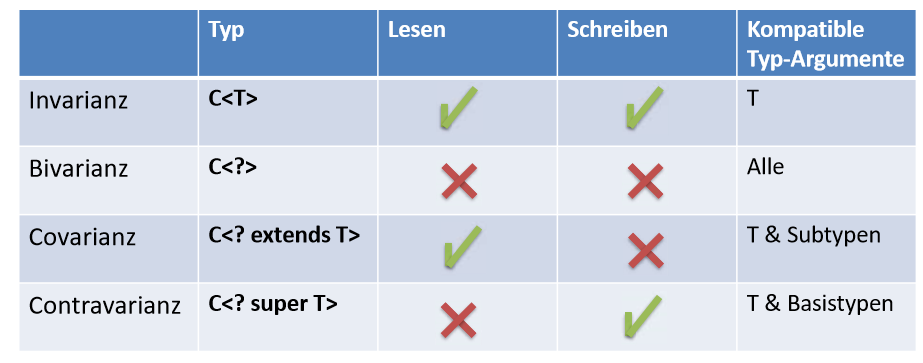 Typ Lesen Schreiben Kompatible
Typ-Argumente
Invarianz C<T> T
Bivarianz C<?> Alle
Covarianz C<? extends T> T & Subtypen
Contravarianz C<? super T> T & Basistypen